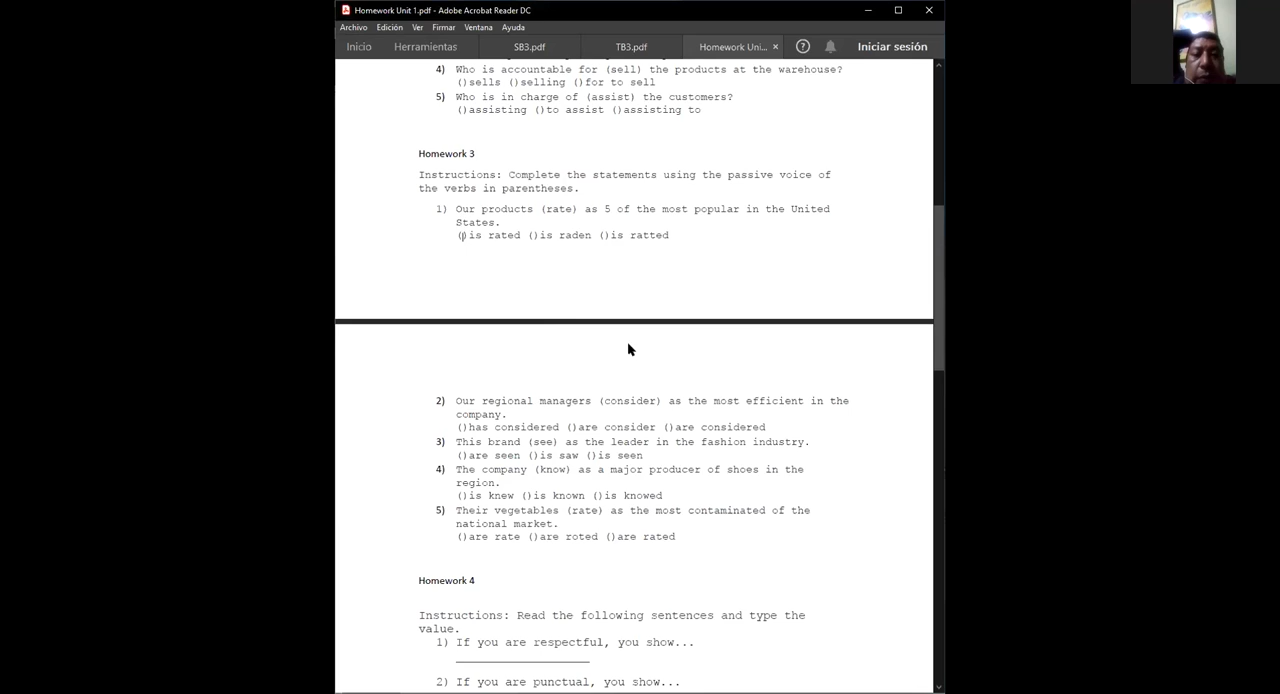 Homework Unit 1.pdf - Adobe Acrobat Reader DC
Archivo Edición Ver Firmar Ventana Ayuda
Inicio Herramientas SB3.pdf TB3.pdf Homework Uni... × ? Iniciar sesión
4) Who is accountable for (sell) the products at the warehouse?
()sells ()selling ()for to sell
5) Who is in charge of (assist) the customers?
()assisting ()to assist ()assisting to
Homework 3
Instructions: Complete the statements using the passive voice of
the verbs in parentheses.
1) Our products (rate) as 5 of the most popular in the United
States.
()is rated ()is raden ()is ratted
2) Our regional managers (consider) as the most efficient in the
company.
()has considered ()are consider ()are considered
3) This brand (see) as the leader in the fashion industry.
()are seen ()is saw ()is seen
4) The company (know) as a major producer of shoes in the
region.
()is knew ()is known ()is knowed
5) Their vegetables (rate) as the most contaminated of the
national market.
()are rate ()are roted ()are rated
Homework 4
Instructions: Read the following sentences and type the
value.
1) If you are respectful, you show...
2) If you are punctual, you show...